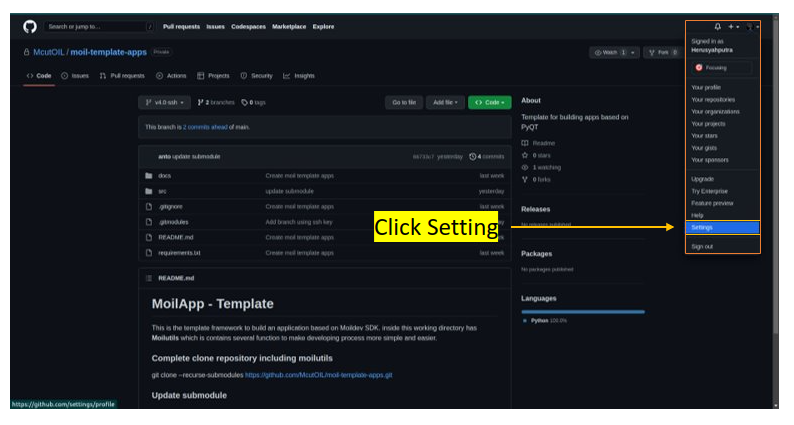 Search or jump to... /
Pull requests Issues Codespaces Marketplace Explore
McutOIL / moil-template-apps Private
Watch 1 Fork 0
Code Issues Pull requests Actions Projects Security Insights
v4.0-ssh 2 branches 0 tags
Go to file Add file Code
This branch is 2 commits ahead of main.
anto update submodule yesterday 4 commits
docs Create moil template apps last week
src update submodule yesterday
.gitignore Create moil template apps last week
.gitmodules Add branch using ssh key
README.md Create moil template apps
requirements.txt Create moil template apps last week
README.md
MoilApp - Template
This is the template framework to build an application based on Moildev SDK. inside this working directory has
Moilutils which is contains several function to make developing process more simple and easier.
Complete clone repository including moilutils
git clone --recurse-submodules https://github.com/McutOIL/moil-template-apps.git
Update submodule
About
Template for building apps based on
PyQT
Readme
0 stars
1 watching
0 forks
Releases
No releases published
Packages
No packages published
Languages
Python 100.0%
Signed in as
Herusyahputra
Focusing
Your profile
Your repositories
Your organizations
Your projects
Your stars
Your gists
Your sponsors
Upgrade
Try Enterprise
Feature preview
Help
Settings
Sign out
Click Setting
https://github.com/settings/profile